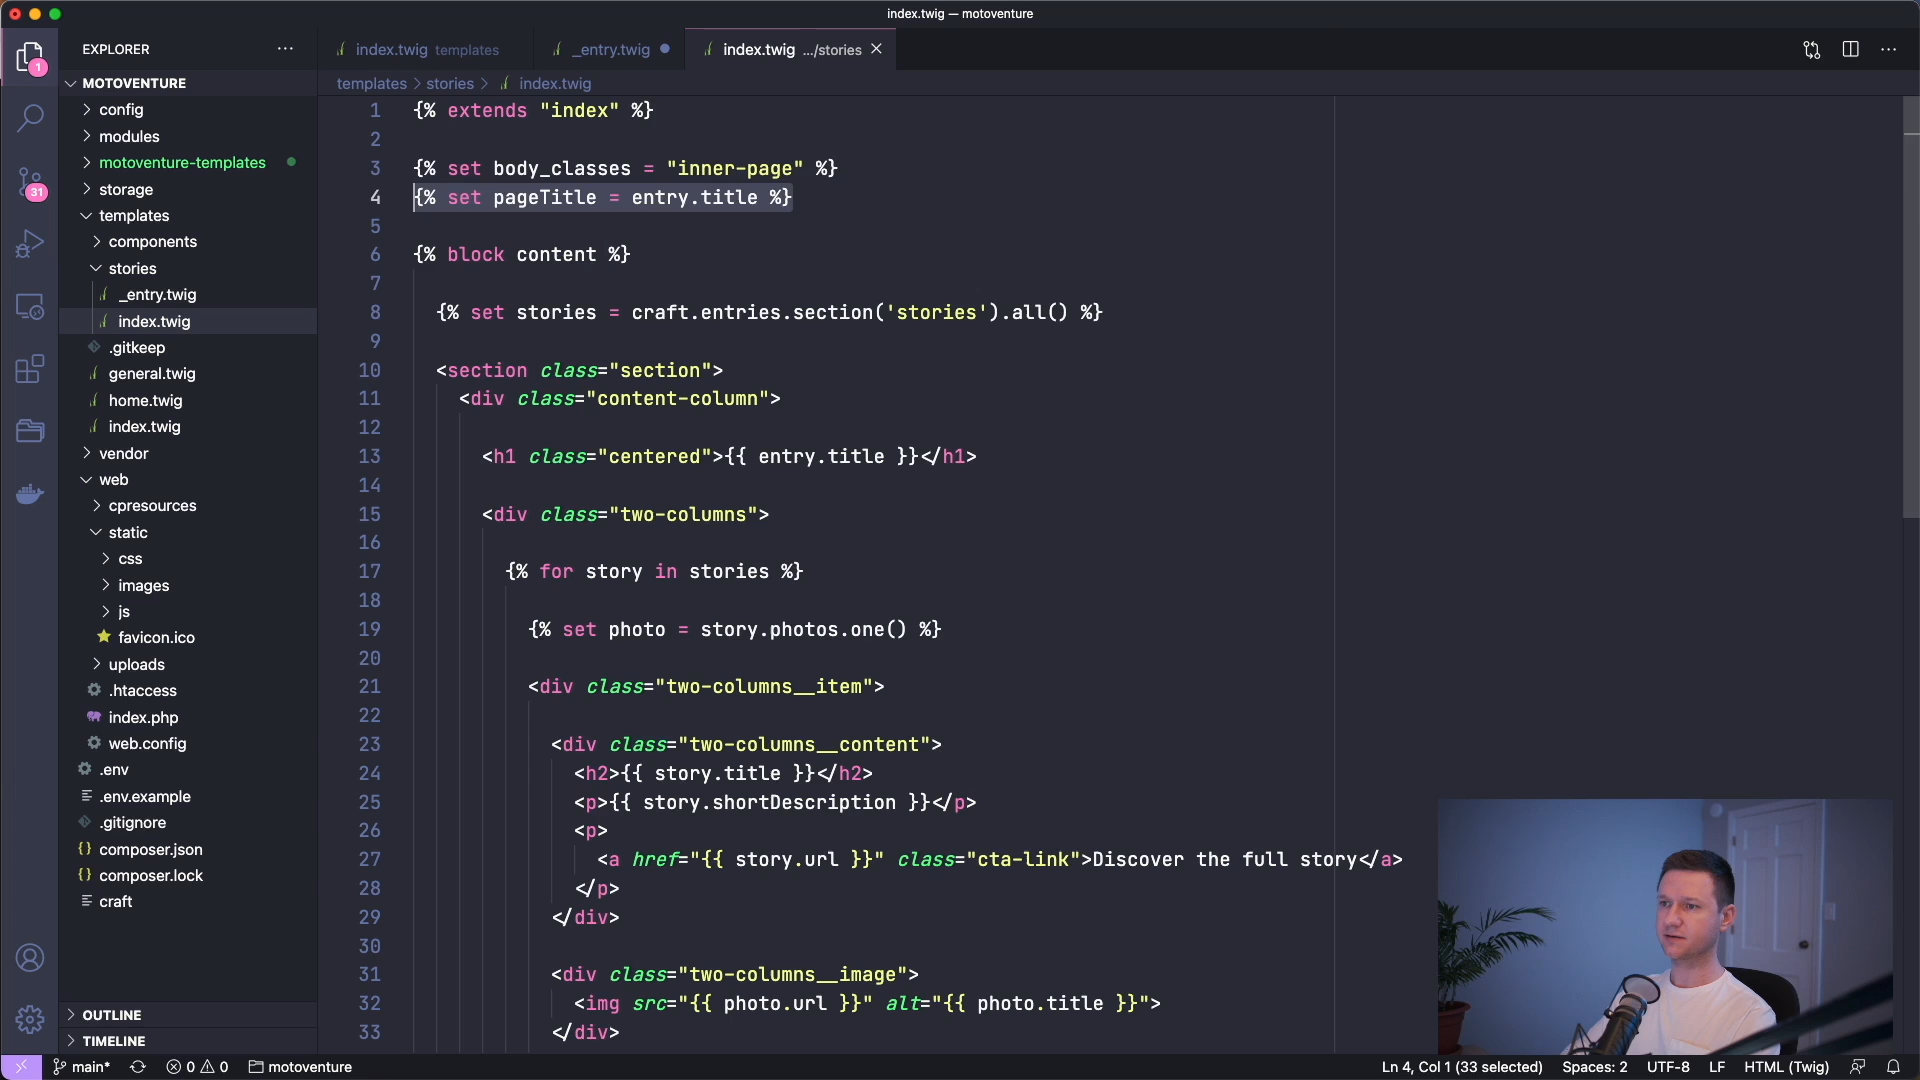 index.twig — motoventure
EXPLORER
index.twig templates
_entry.twig
index.twig .../stories
templates > stories > index.twig
1
31
MOTOVENTURE
config
modules
motoventure-templates
storage
templates
components
stories
_entry.twig
index.twig
.gitkeep
general.twig
home.twig
index.twig
vendor
web
cpresources
static
css
images
js
favicon.ico
uploads
.htaccess
index.php
web.config
.env
.env.example
.gitignore
composer.json
composer.lock
craft
OUTLINE
TIMELINE
1 {% extends "index" %}
2
3 {% set body_classes = "inner-page" %}
4 {% set pageTitle = entry.title %}
5
6 {% block content %}
7
8 {% set stories = craft.entries.section('stories').all() %}
9
10 <section class="section">
11 <div class="content-column">
12
13 <h1 class="centered">{{ entry.title }}</h1>
14
15 <div class="two-columns">
16
17 {% for story in stories %}
18
19 {% set photo = story.photos.one() %}
20
21 <div class="two-columns__item">
22
23 <div class="two-columns__content">
24 <h2>{{ story.title }}</h2>
25 <p>{{ story.shortDescription }}</p>
26 <p>
27 <a href="{{ story.url }}" class="cta-link">Discover the full story</a>
28 </p>
29 </div>
30
31 <div class="two-columns__image">
32 <img src="{{ photo.url }}" alt="{{ photo.title }}">
33 </div>
main* 0 0 motoventure
Ln 4, Col 1 (33 selected) Spaces: 2 UTF-8 LF HTML (Twig)